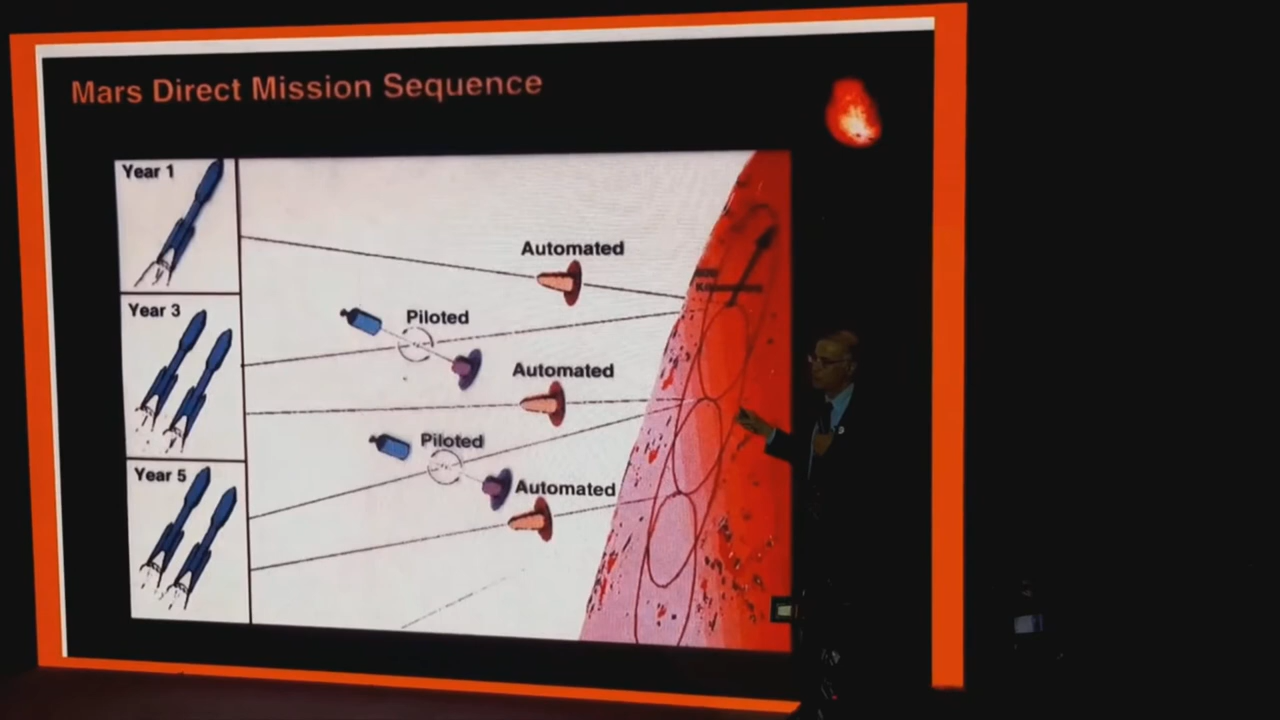 Mars Direct Mission Sequence
Year 1
Automated
Year 3
Piloted
Automated
Piloted
Year 5
Automated